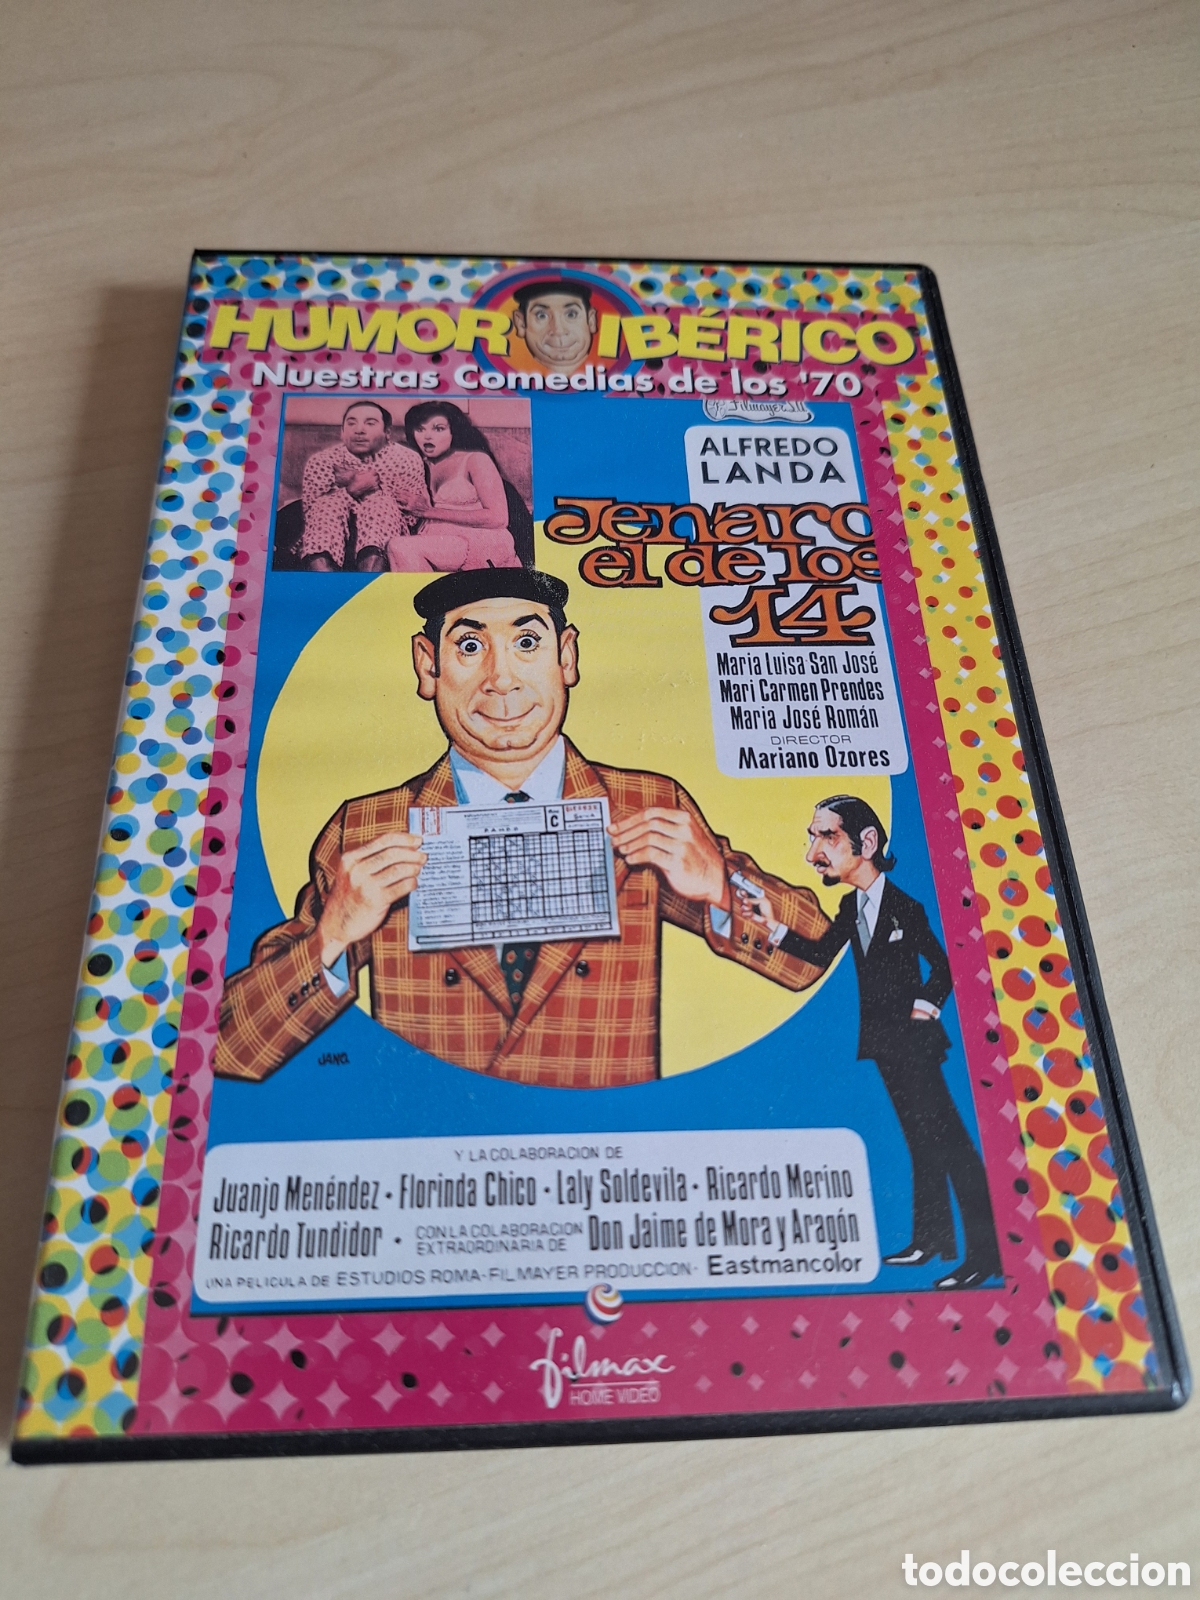 HUMOR IBÉRICO
Nuestras Comedias de los '70
Filmayer S.A.
ALFREDO
LANDA
Jenaro
el de los
14
Maria Luisa San José
Mari Carmen Prendes
Maria José Román
DIRECTOR
Mariano Ozores
C
JANO
Y LA COLABORACION DE
Juanjo Menéndez · Florinda Chico · Laly Soldevila · Ricardo Merino
Ricardo Tundidor · CON LA COLABORACION EXTRAORDINARIA DE Don Jaime de Mora y Aragón
UNA PELICULA DE ESTUDIOS ROMA-FILMAYER PRODUCCION · Eastmancolor
filmax
HOME VIDEO
todocoleccion